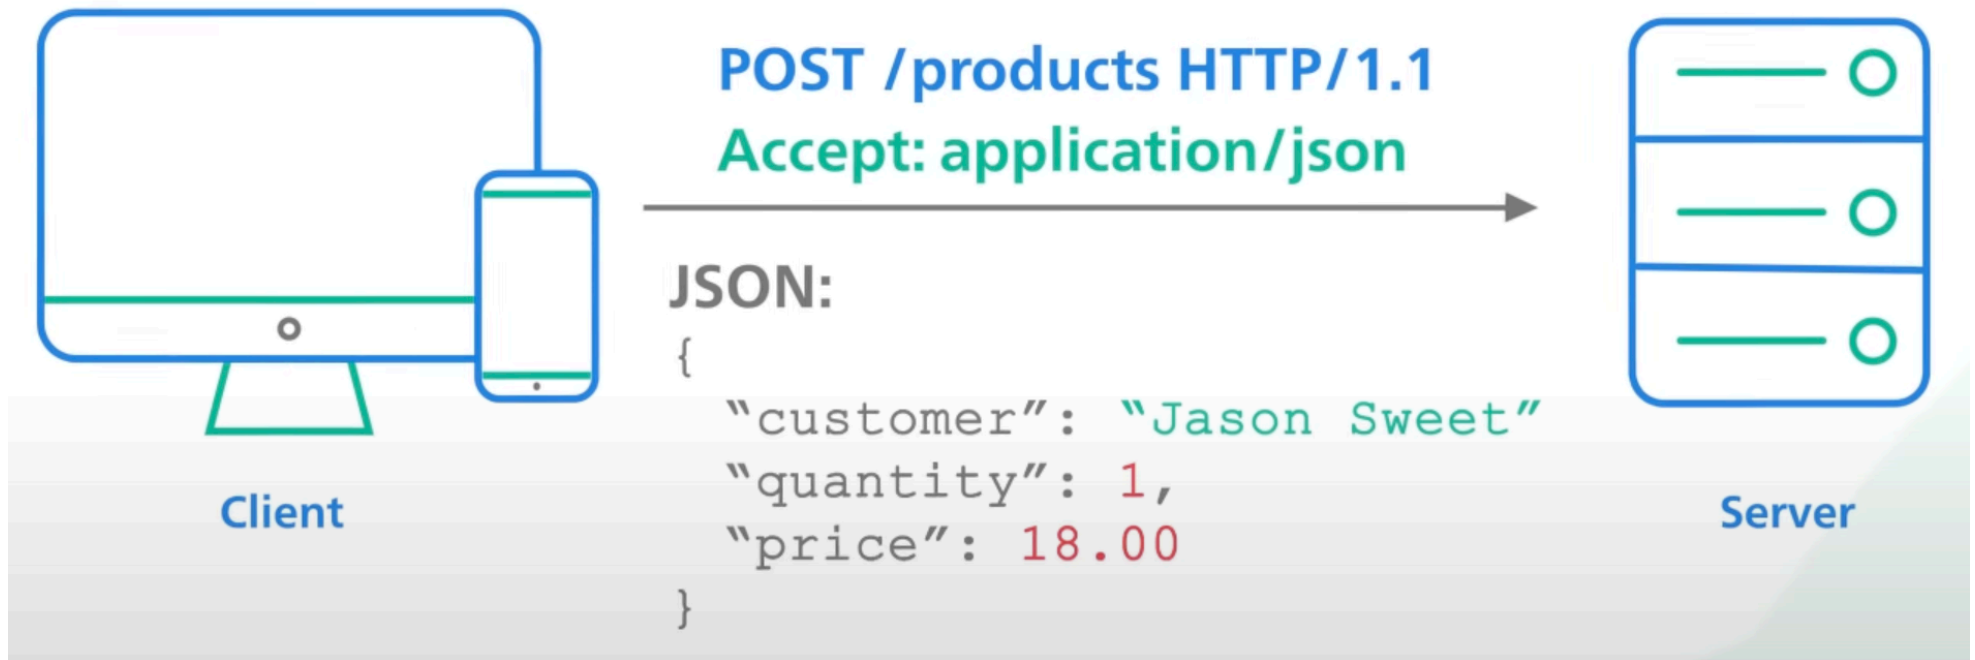 POST /products HTTP/1.1
Accept: application/json
JSON:
{
“customer”: “Jason Sweet”
“quantity”: 1,
“price”: 18.00
}
Client
Server